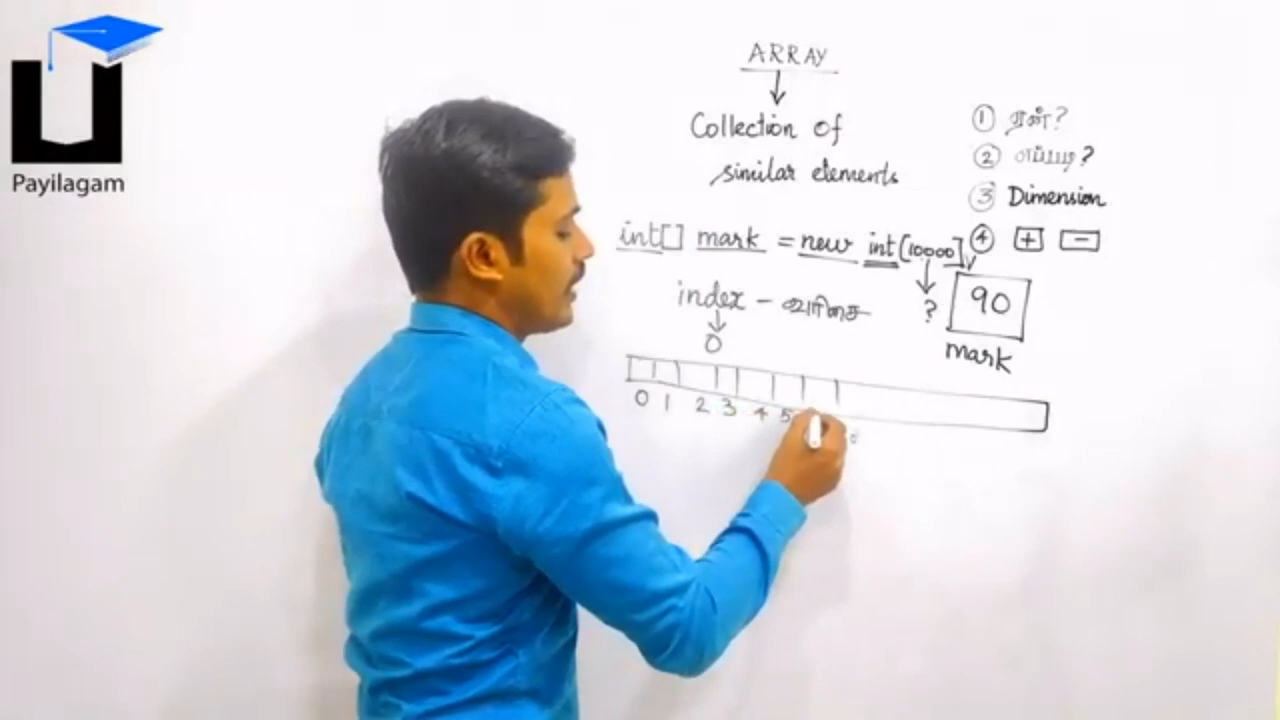 Payilagam
ARRAY
Collection of
similar elements
① ஏன்?
② எப்படி?
③ Dimension
④ + -
int[] mark = new int[10000]
?
90
mark
index - வரிசை
0
0 1 2 3 4 5